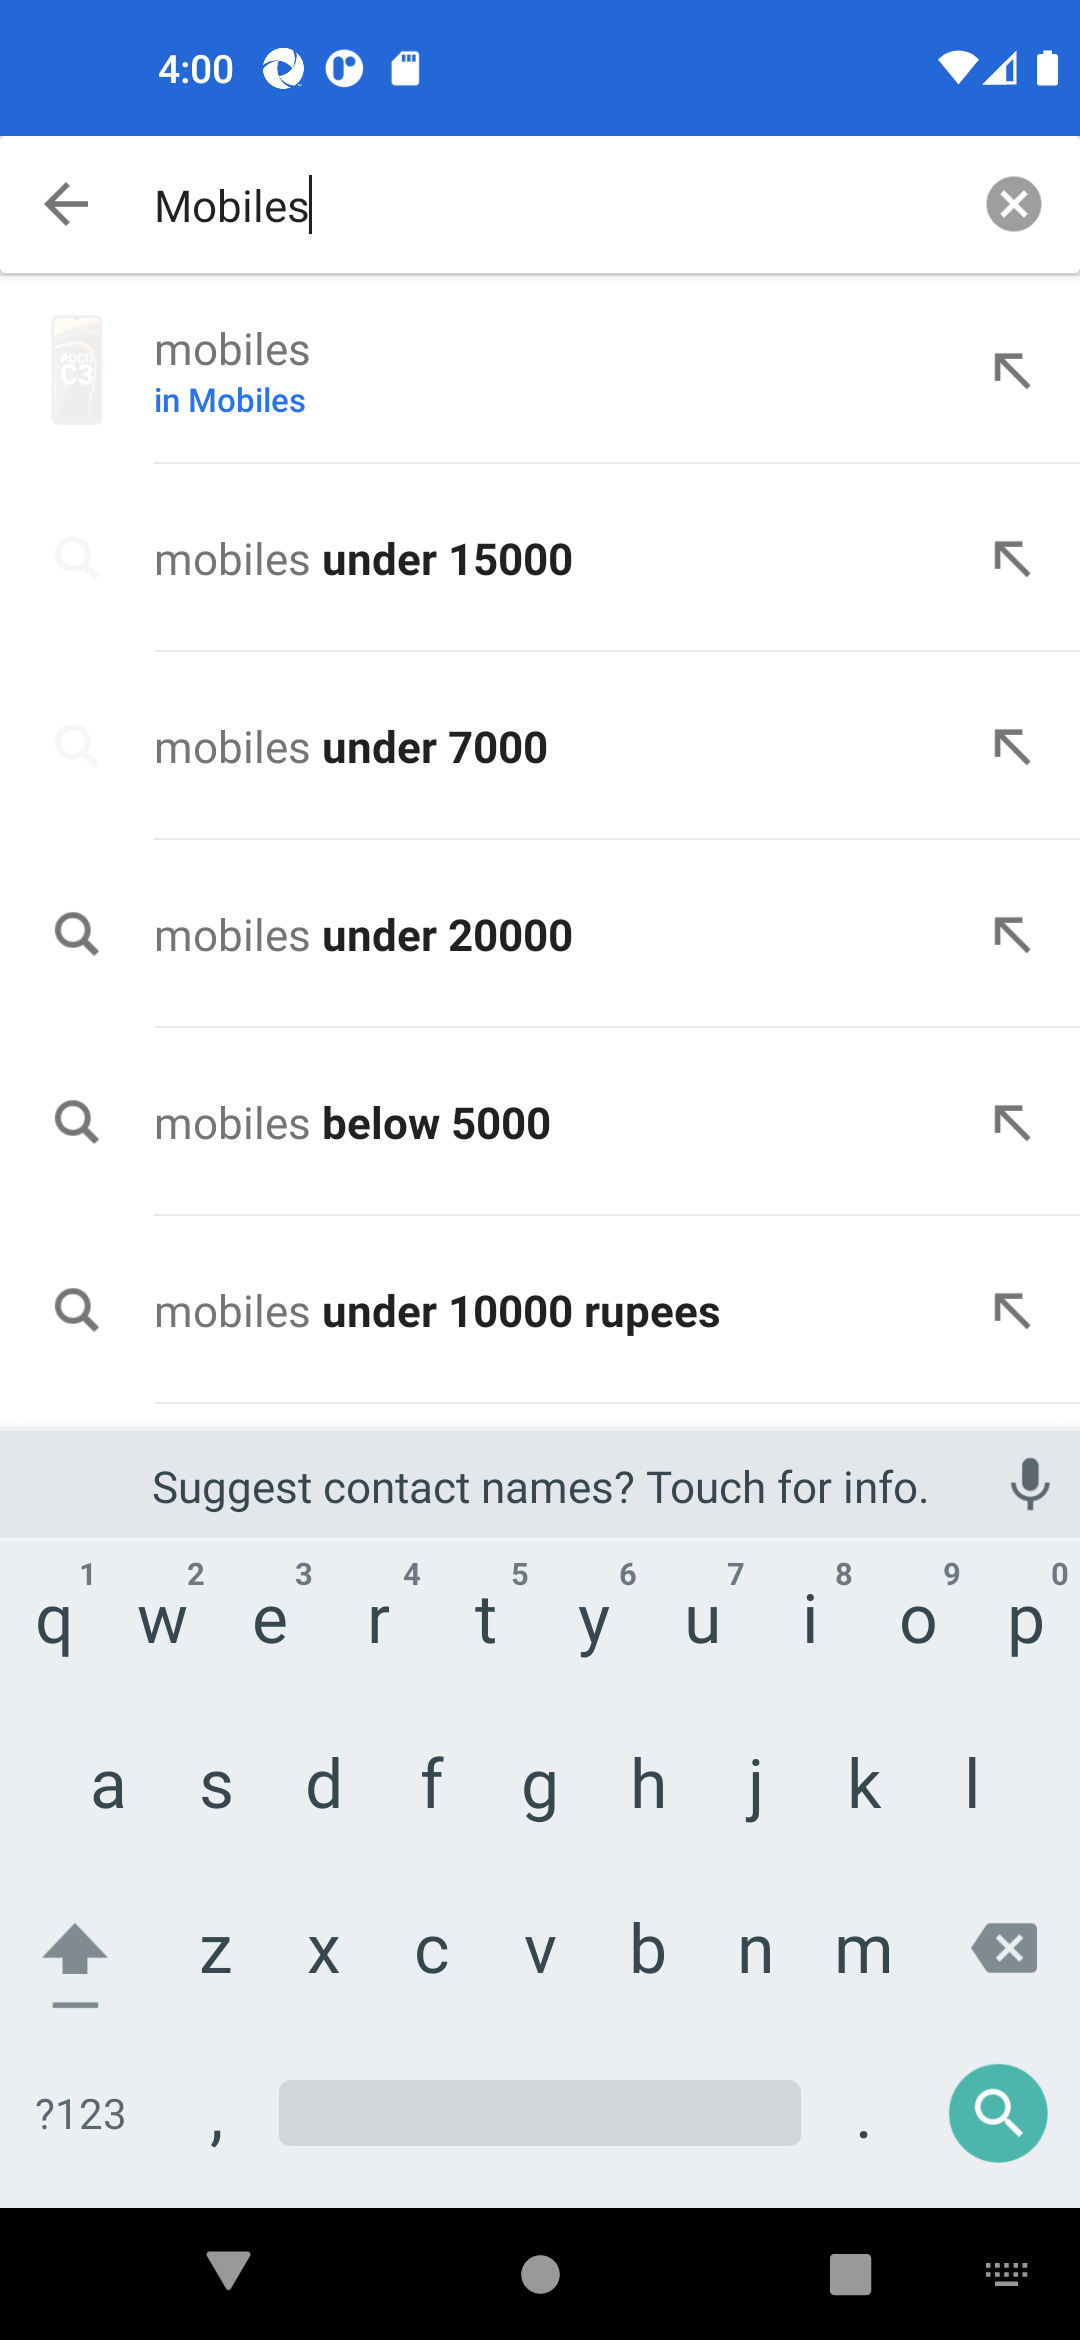 4:00
Mobiles
POCO
C3
mobiles
in Mobiles
mobiles under 15000
mobiles under 7000
mobiles under 20000
mobiles below 5000
mobiles under 10000 rupees
Suggest contact names? Touch for info.
1 2 3 4 5 6 7 8 9 0
q w e r t y u i o p
a s d f g h j k l
z x c v b n m
?123 , .